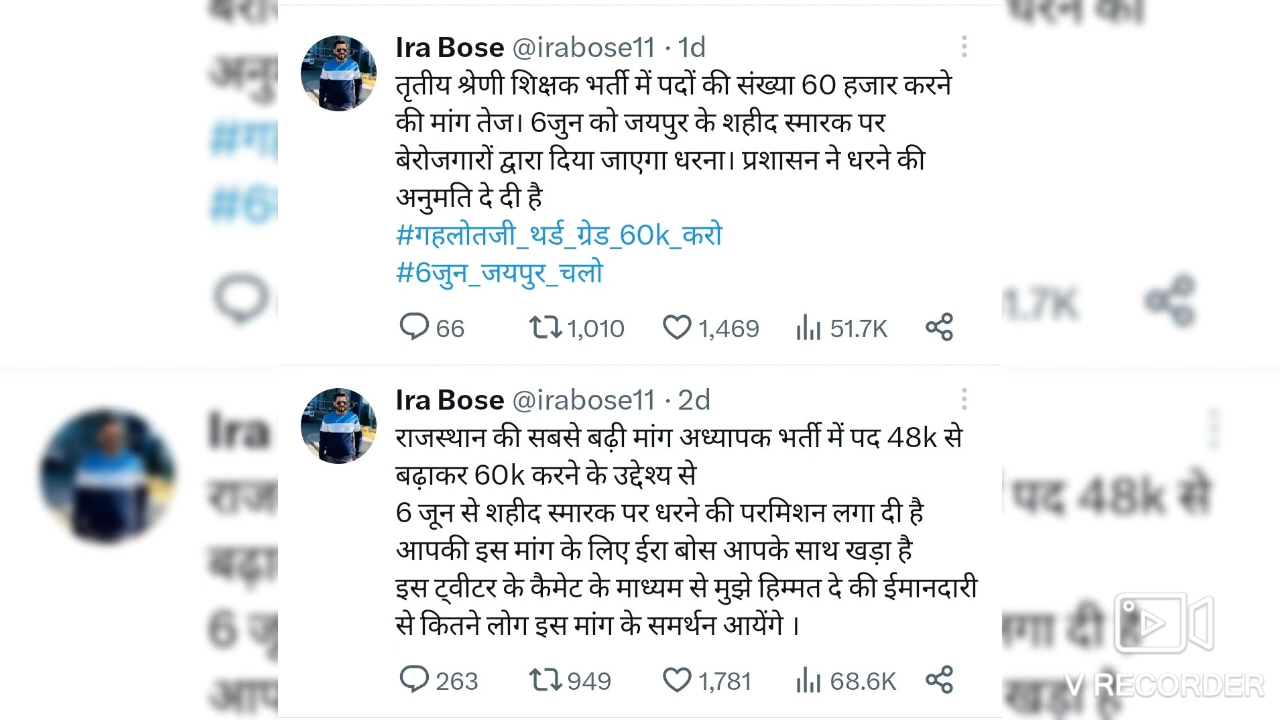 Ira Bose @irabose11 · 1d
तृतीय श्रेणी शिक्षक भर्ती में पदों की संख्या 60 हजार करने
की मांग तेज। 6जुन को जयपुर के शहीद स्मारक पर
बेरोजगारों द्वारा दिया जाएगा धरना। प्रशासन ने धरने की
अनुमति दे दी है
#गहलोतजी_थर्ड_ग्रेड_60k_करो
#6जुन_जयपुर_चलो
66 1,010 1,469 51.7K
Ira Bose @irabose11 · 2d
राजस्थान की सबसे बढ़ी मांग अध्यापक भर्ती में पद 48k से
बढ़ाकर 60k करने के उद्देश्य से
6 जून से शहीद स्मारक पर धरने की परमिशन लगा दी है
आपकी इस मांग के लिए ईरा बोस आपके साथ खड़ा है
इस ट्वीटर के कैमेट के माध्यम से मुझे हिम्मत दे की ईमानदारी
से कितने लोग इस मांग के समर्थन आयेंगे ।
263 949 1,781 68.6K
V RECORDER